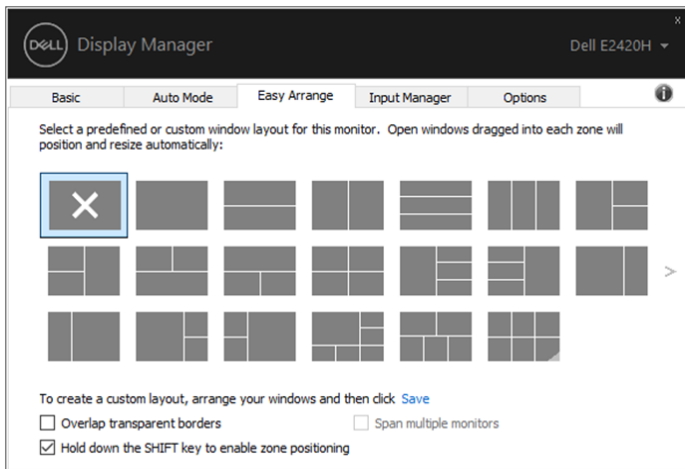 x
DELL Display Manager Dell E2420H
Basic Auto Mode Easy Arrange Input Manager Options
Select a predefined or custom window layout for this monitor. Open windows dragged into each zone will
position and resize automatically:
To create a custom layout, arrange your windows and then click Save
Overlap transparent borders Span multiple monitors
Hold down the SHIFT key to enable zone positioning